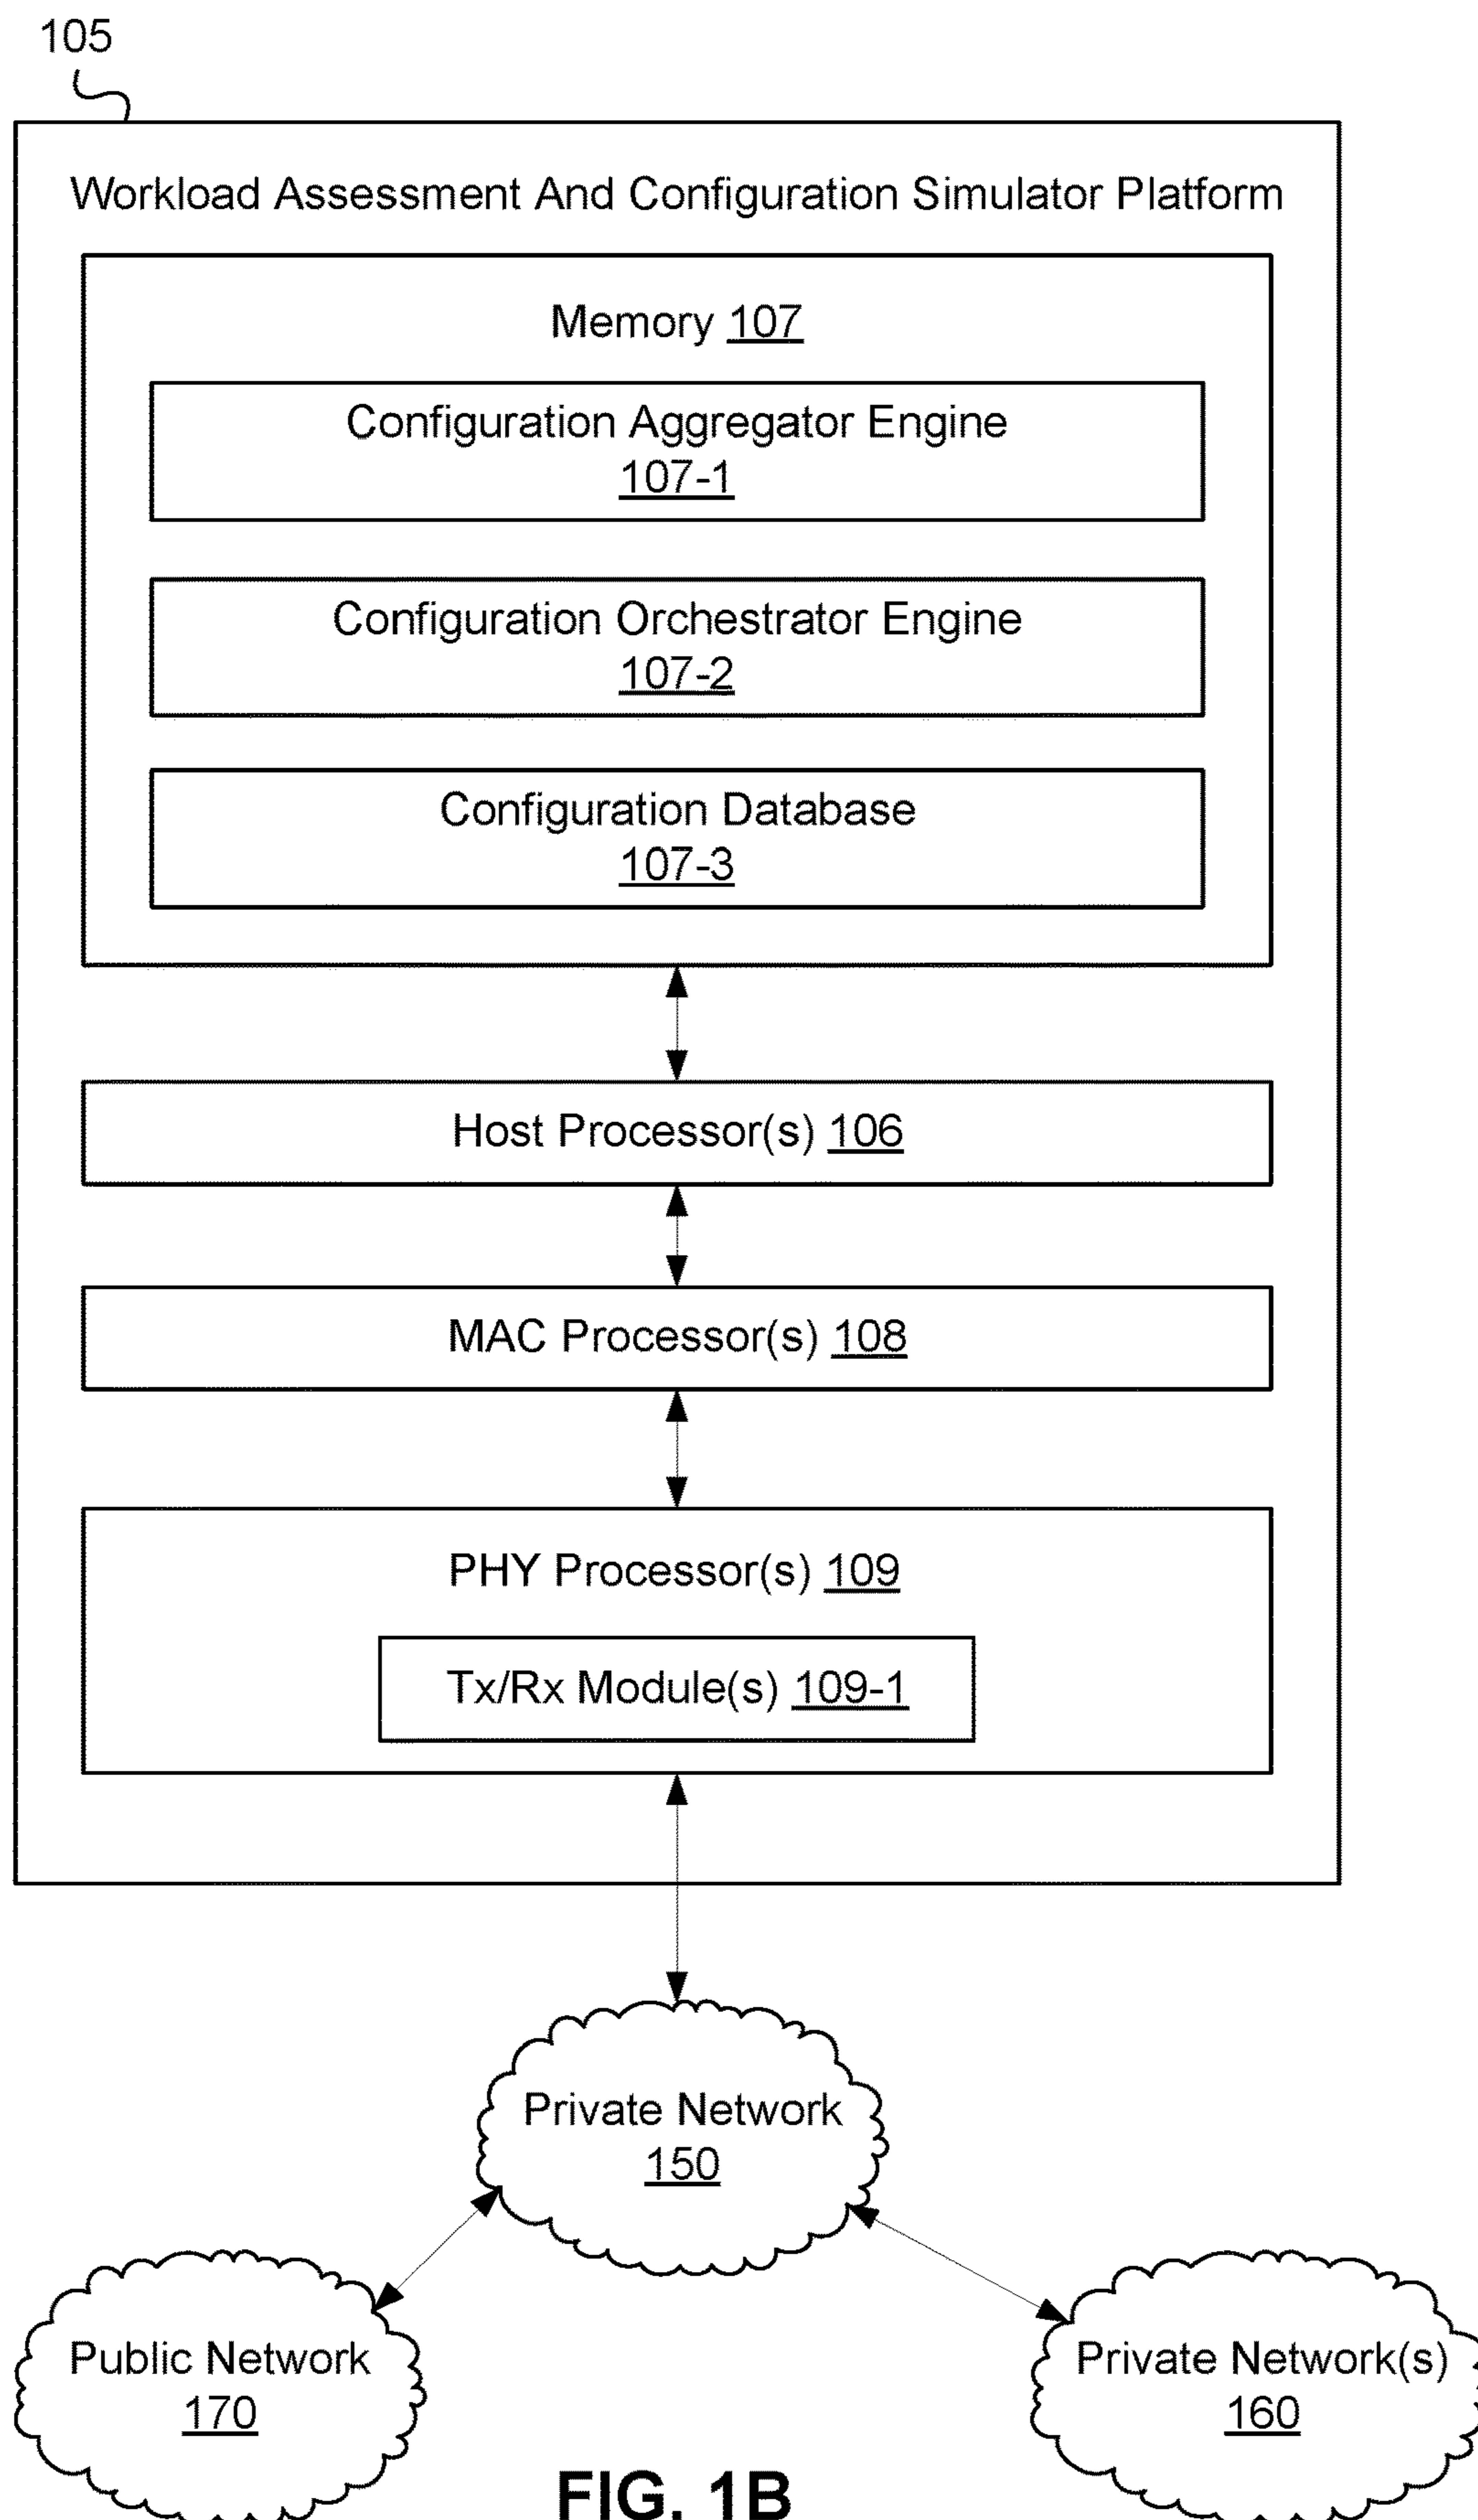 105
Workload Assessment And Configuration Simulator Platform
Memory 107
Configuration Aggregator Engine
107-1
Configuration Orchestrator Engine
107-2
Configuration Database
107-3
Host Processor(s) 106
MAC Processor(s) 108
PHY Processor(s) 109
Tx/Rx Module(s) 109-1
Private Network
150
Public Network
170
Private Network(s)
160
FIG. 1B